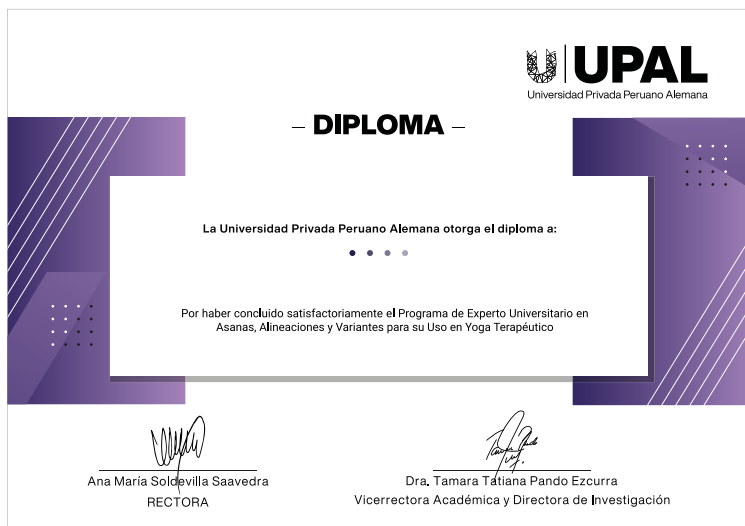 UPAL
Universidad Privada Peruano Alemana
– DIPLOMA –
La Universidad Privada Peruano Alemana otorga el diploma a:
Por haber concluido satisfactoriamente el Programa de Experto Universitario en
Asanas, Alineaciones y Variantes para su Uso en Yoga Terapéutico
Ana María Soldevilla Saavedra
RECTORA
Dra. Tamara Tatiana Pando Ezcurra
Vicerrectora Académica y Directora de Investigación